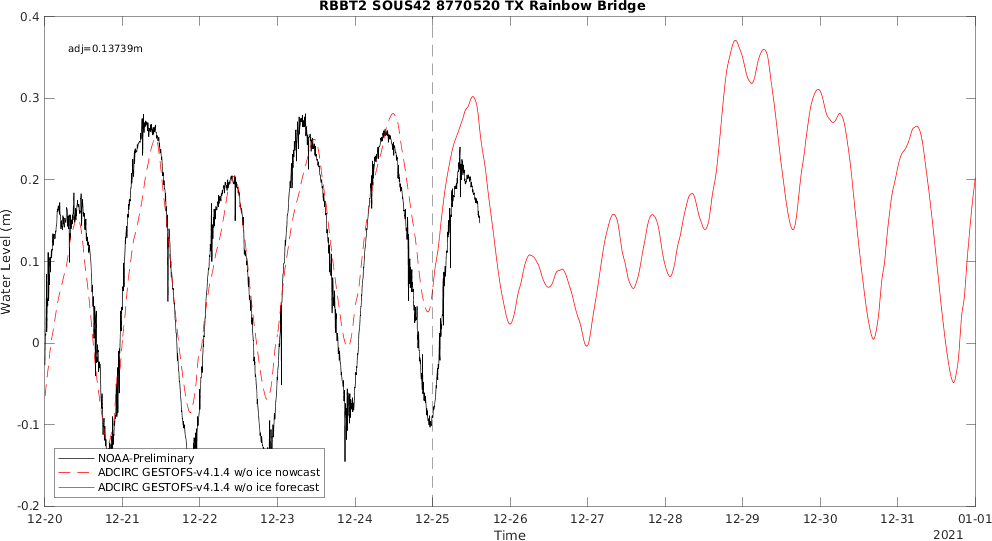 RBBT2 SOUS42 8770520 TX Rainbow Bridge
0.4
adj=0.13739m
0.3
0.2
0.1
0
-0.1
-0.2
Water Level (m)
NOAA-Preliminary
ADCIRC GESTOFS-v4.1.4 w/o ice nowcast
ADCIRC GESTOFS-v4.1.4 w/o ice forecast
12-20 12-21 12-22 12-23 12-24 12-25 12-26 12-27 12-28 12-29 12-30 12-31 01-01
Time
2021